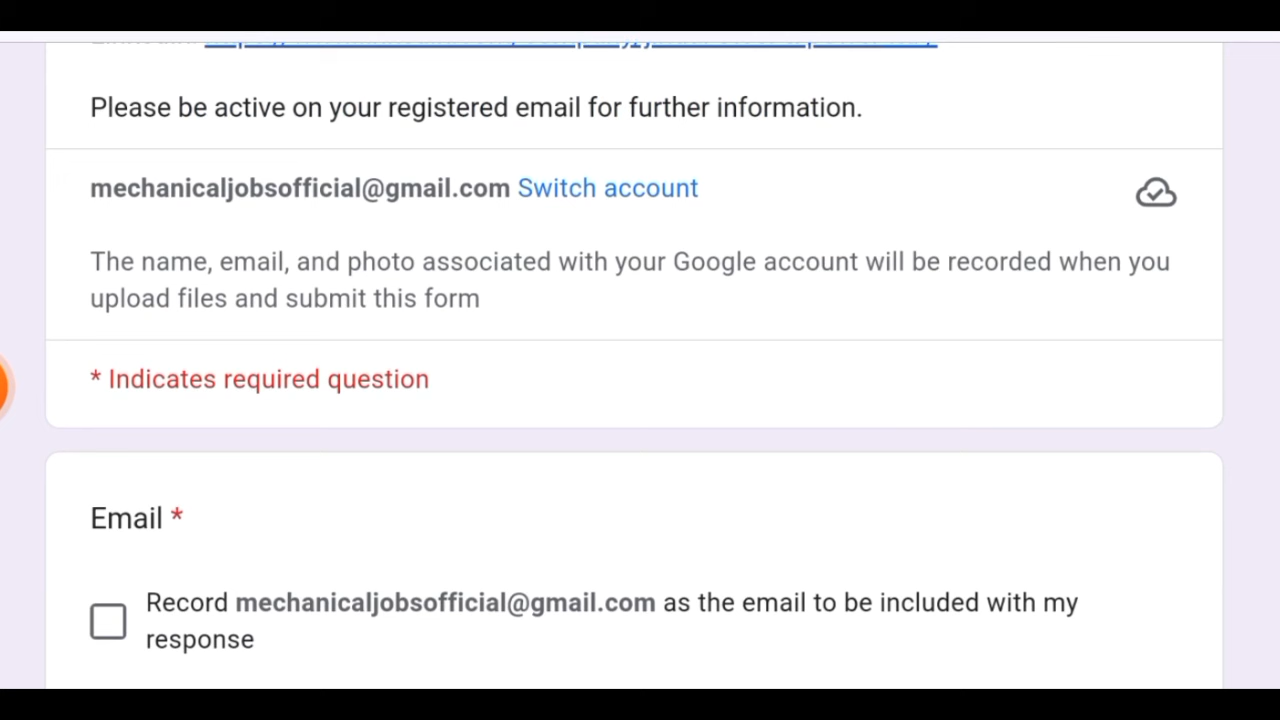 Please be active on your registered email for further information.
mechanicaljobsofficial@gmail.com Switch account
The name, email, and photo associated with your Google account will be recorded when you
upload files and submit this form
* Indicates required question
Email *
Record mechanicaljobsofficial@gmail.com as the email to be included with my
response